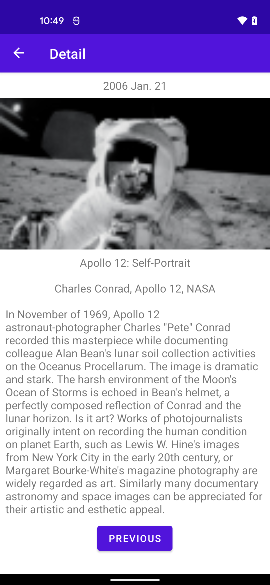 10:49
Detail
2006 Jan. 21
Apollo 12: Self-Portrait
Charles Conrad, Apollo 12, NASA
In November of 1969, Apollo 12
astronaut-photographer Charles "Pete" Conrad
recorded this masterpiece while documenting
colleague Alan Bean's lunar soil collection activities
on the Oceanus Procellarum. The image is dramatic
and stark. The harsh environment of the Moon's
Ocean of Storms is echoed in Bean's helmet, a
perfectly composed reflection of Conrad and the
lunar horizon. Is it art? Works of photojournalists
originally intent on recording the human condition
on planet Earth, such as Lewis W. Hine's images
from New York City in the early 20th century, or
Margaret Bourke-White's magazine photography are
widely regarded as art. Similarly many documentary
astronomy and space images can be appreciated for
their artistic and esthetic appeal.
PREVIOUS